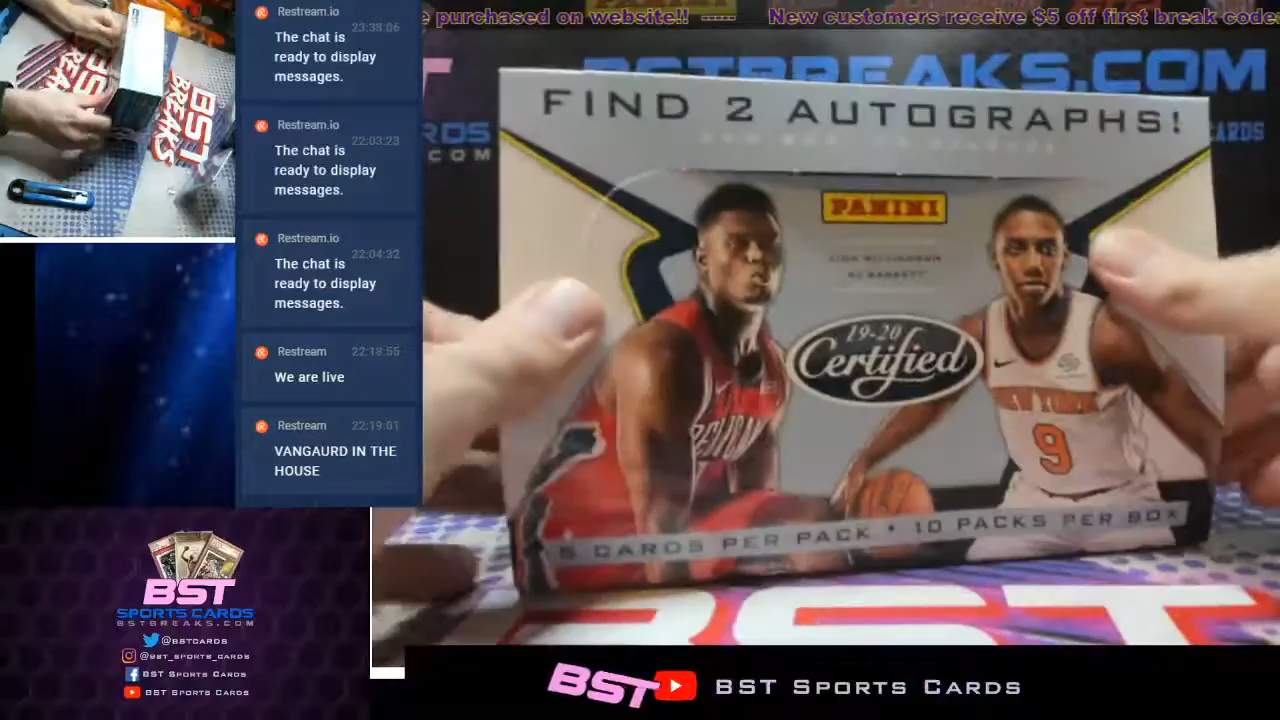 e purchased on website!! ---- New customers receive $5 off first break code:
Restream.io
23:38:06
The chat is
ready to display
messages.
Restream.io
22:03:23
The chat is
ready to display
messages.
Restream.io
22:04:32
The chat is
ready to display
messages.
Restream 22:18:55
We are live
Restream 22:19:01
VANGAURD IN THE
HOUSE
BST
BREAKS
BSTBREAKS.COM
FIND 2 AUTOGRAPHS!
PANINI
ZION WILLIAMSON
RJ BARRETT
19-20
Certified
PELICANS
NEW YORK
9
5 CARDS PER PACK • 10 PACKS PER BOX
BST
SPORTS CARDS
BSTBREAKS.COM
@BSTCARDS
@BST_SPORTS_CARDS
BST SPORTS CARDS
BST SPORTS CARDS
BST
BST SPORTS CARDS